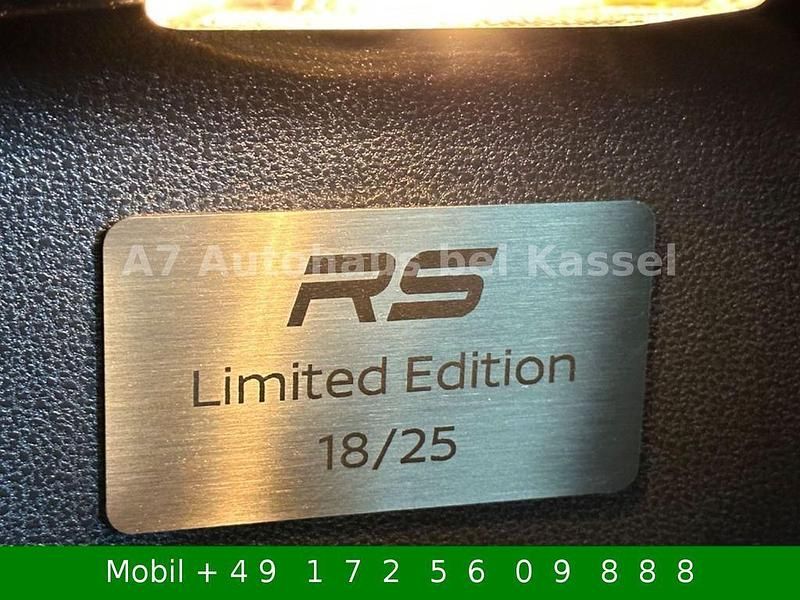 A7 Autohaus bei Kassel
RS
Limited Edition
18/25
Mobil + 4 9 1 7 2 5 6 0 9 8 8 8